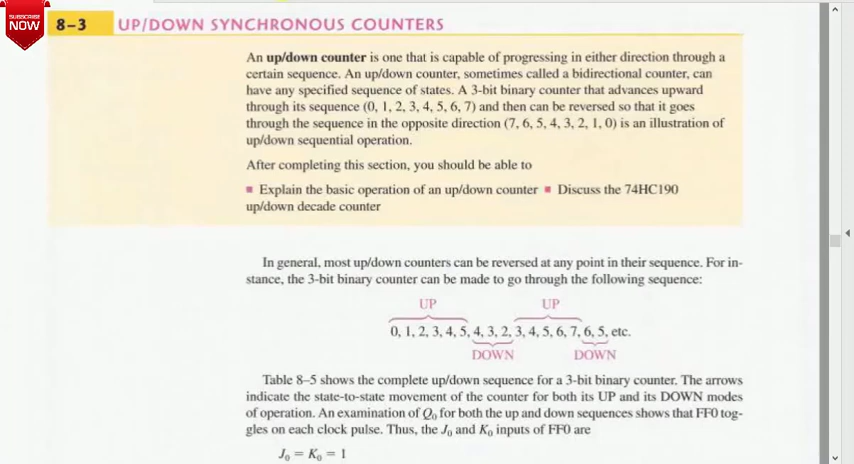 SUBSCRIBE
NOW
8–3 UP/DOWN SYNCHRONOUS COUNTERS
An up/down counter is one that is capable of progressing in either direction through a
certain sequence. An up/down counter, sometimes called a bidirectional counter, can
have any specified sequence of states. A 3-bit binary counter that advances upward
through its sequence (0, 1, 2, 3, 4, 5, 6, 7) and then can be reversed so that it goes
through the sequence in the opposite direction (7, 6, 5, 4, 3, 2, 1, 0) is an illustration of
up/down sequential operation.
After completing this section, you should be able to
■ Explain the basic operation of an up/down counter ■ Discuss the 74HC190
up/down decade counter
In general, most up/down counters can be reversed at any point in their sequence. For in-
stance, the 3-bit binary counter can be made to go through the following sequence:
UP UP
0, 1, 2, 3, 4, 5, 4, 3, 2, 3, 4, 5, 6, 7, 6, 5, etc.
DOWN DOWN
Table 8–5 shows the complete up/down sequence for a 3-bit binary counter. The arrows
indicate the state-to-state movement of the counter for both its UP and its DOWN modes
of operation. An examination of Q₀ for both the up and down sequences shows that FF0 tog-
gles on each clock pulse. Thus, the J₀ and K₀ inputs of FF0 are
J₀ = K₀ = 1